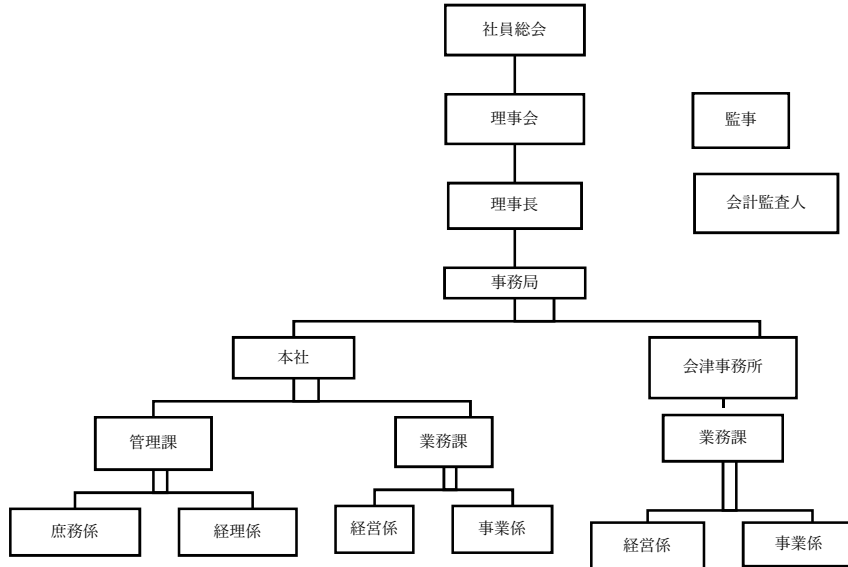 社員総会
理事会
監事
理事長
会計監査人
事務局
本社
会津事務所
管理課
業務課
業務課
庶務係
経理係
経営係
事業係
経営係
事業係